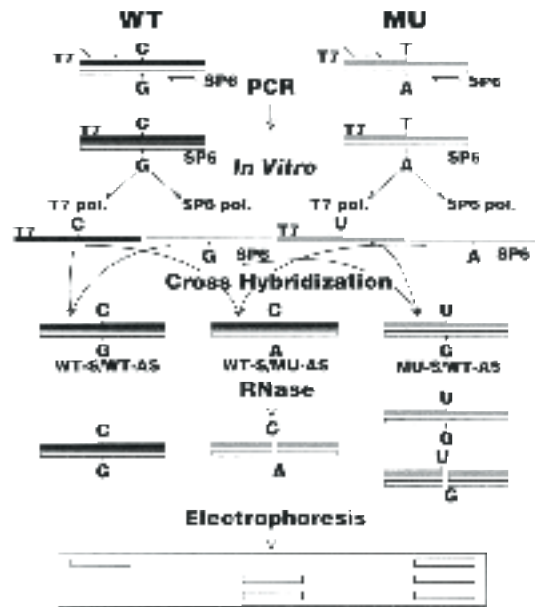 WT MU
C T
T7 T7
G SP6 A SP6
PCR
C T
T7 T7
G SP6 A SP6
In Vitro
T7 pol. SP6 pol. T7 pol. SP6 pol.
C U
T7 T7
G SP6 A SP6
Cross Hybridization
C C U
G A G
WT-S/WT-AS WT-S/MU-AS MU-S/WT-AS
RNase
U
C C
G A G
U
G
Electrophoresis